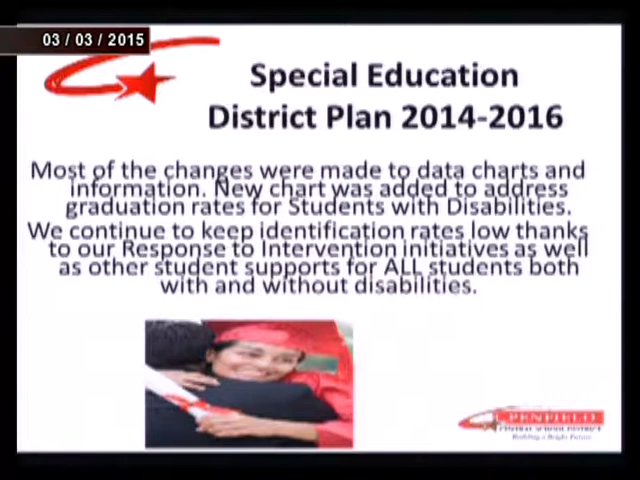 03 / 03 / 2015
Special Education
District Plan 2014-2016
Most of the changes were made to data charts and
information. New chart was added to address
graduation rates for Students with Disabilities.
We continue to keep identification rates low thanks
to our Response to Intervention initiatives as well
as other student supports for ALL students both
with and without disabilities.
PENFIELD
CENTRAL SCHOOL DISTRICT
Building a Bright Future